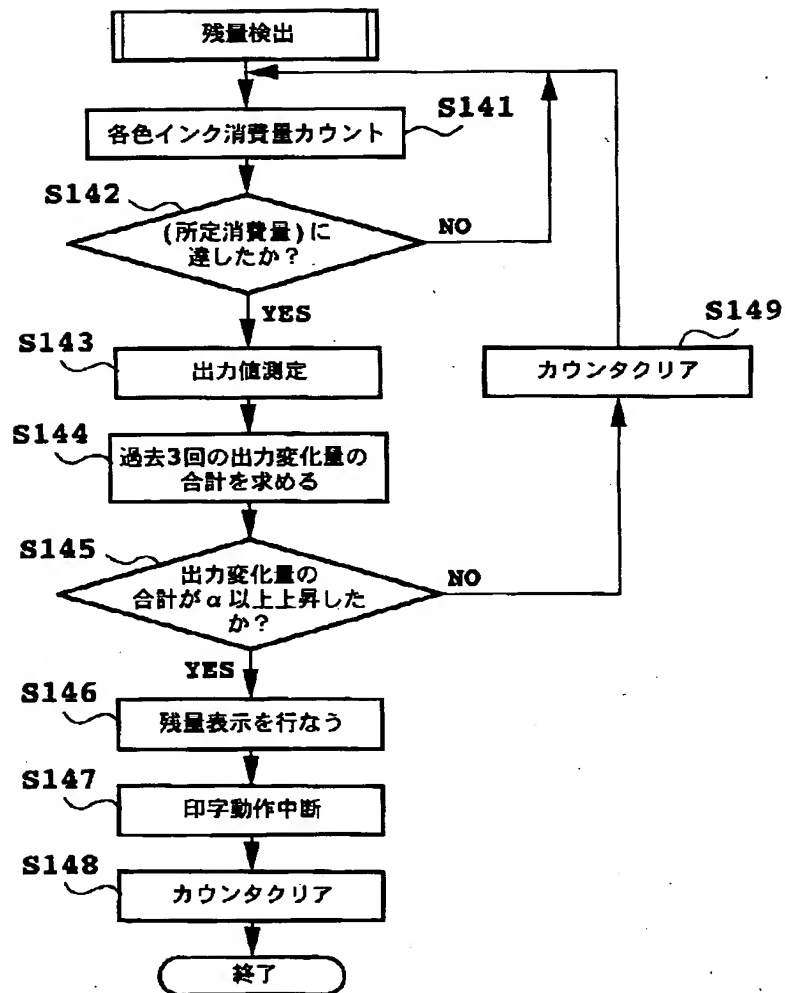 残量検出
S141
各色インク消費量カウント
S142
(所定消費量)に
達したか？
NO
YES
S143
出力値測定
S149
カウンタクリア
S144
過去3回の出力変化量の
合計を求める
S145
出力変化量の
合計がα以上上昇した
か？
NO
YES
S146
残量表示を行なう
S147
印字動作中断
S148
カウンタクリア
終了